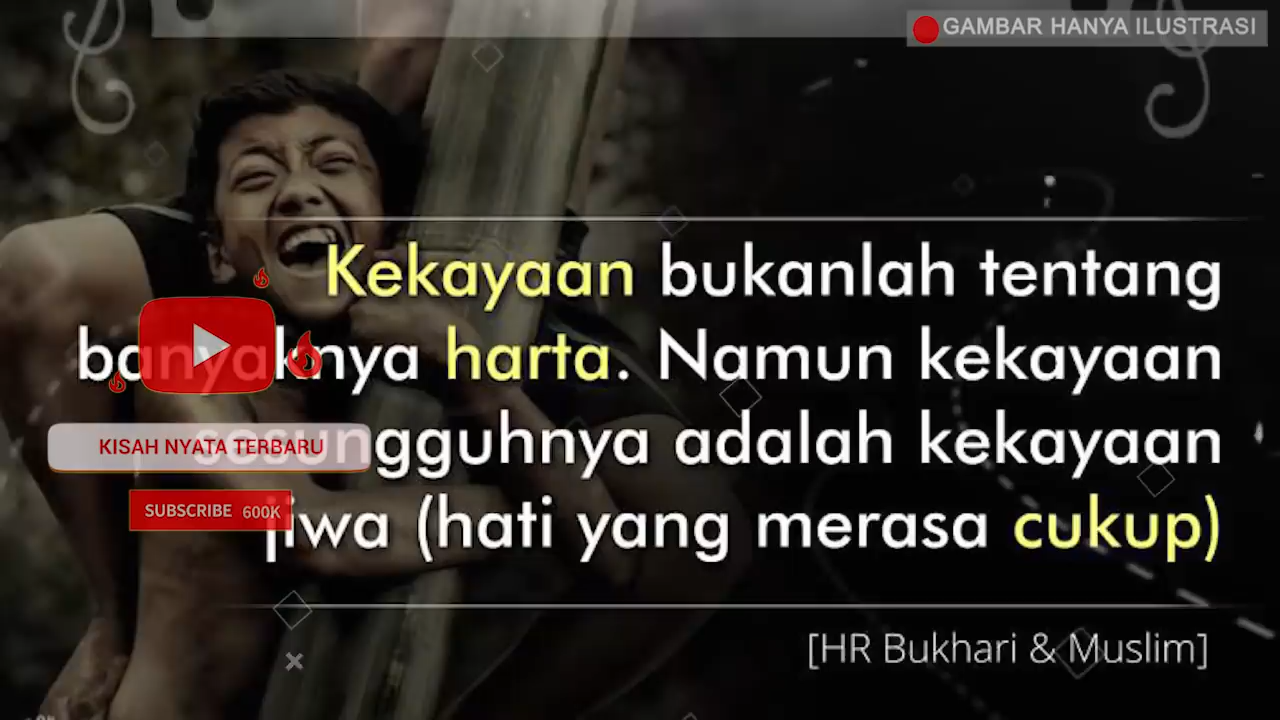 GAMBAR HANYA ILUSTRASI
Kekayaan bukanlah tentang
banyaknya harta. Namun kekayaan
sesungguhnya adalah kekayaan
jiwa (hati yang merasa cukup)
[HR Bukhari & Muslim]
KISAH NYATA TERBARU
SUBSCRIBE 600K